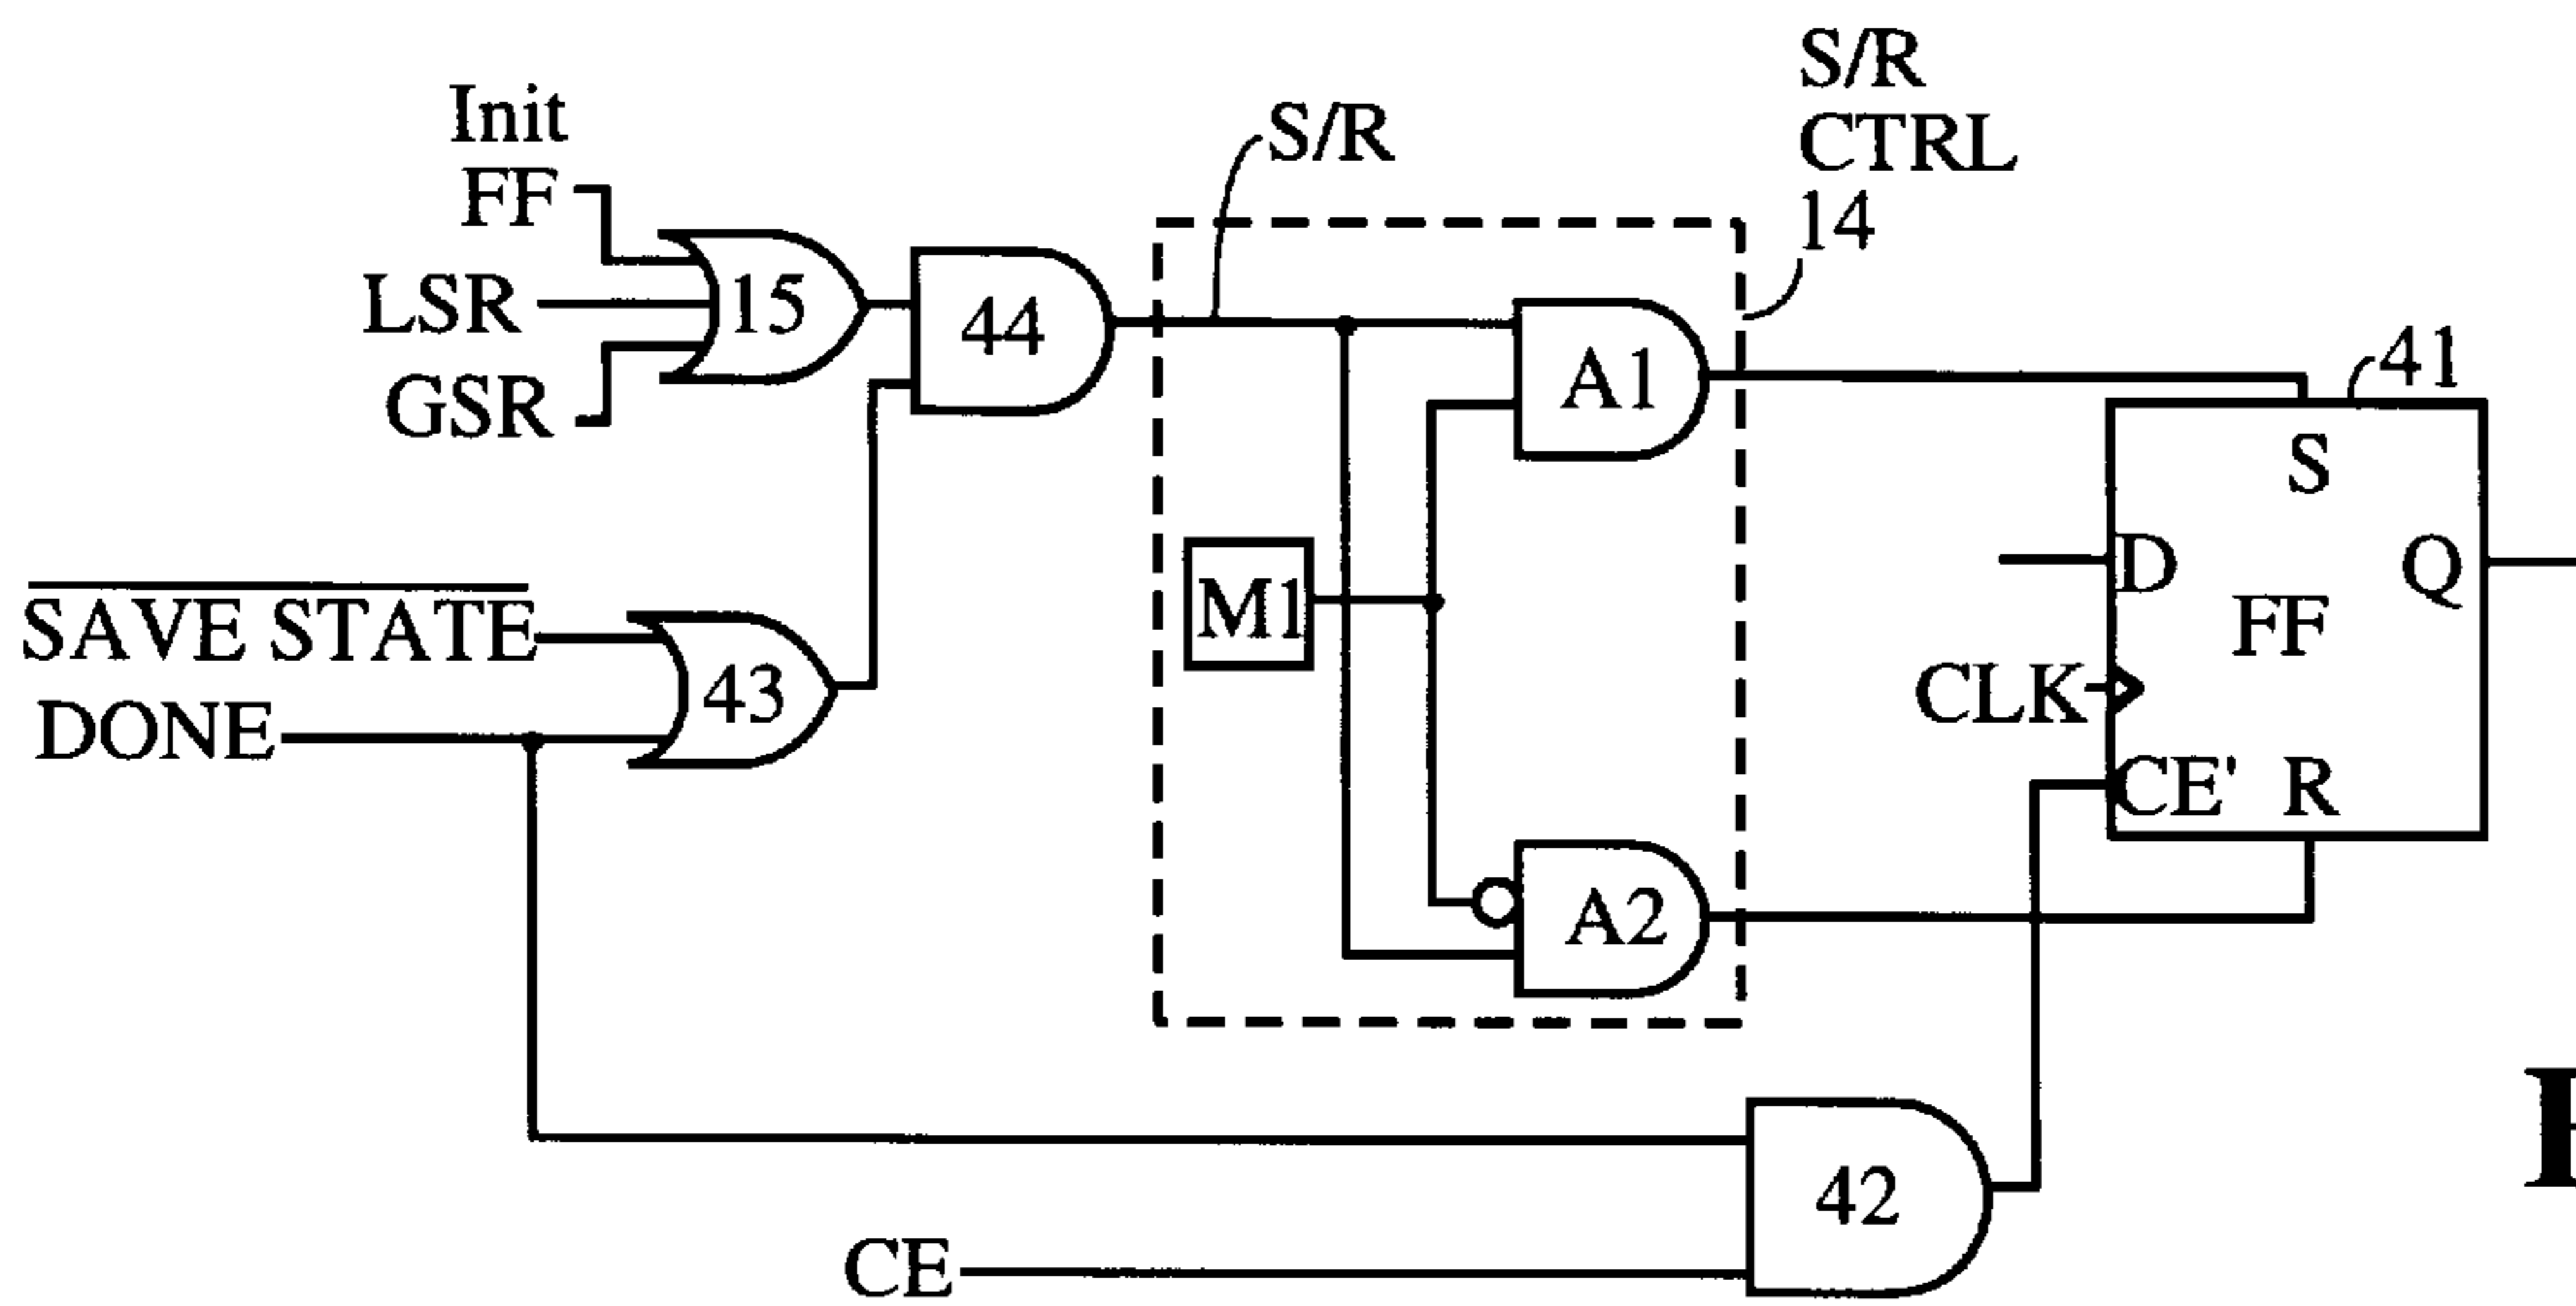 Init
FF
LSR
GSR
15
44
S/R
S/R
CTRL
14
A1
41
S
D
Q
FF
CLK
CE'
R
M1
SAVE STATE
DONE
43
A2
42
CE